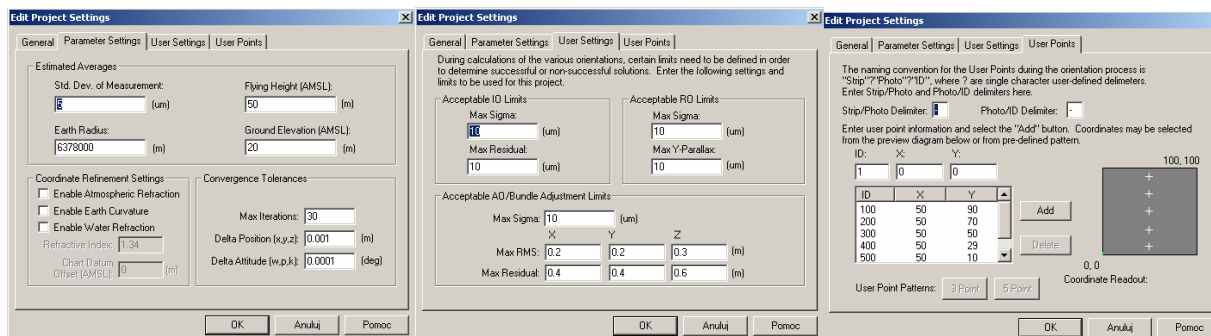 Edit Project Settings
General Parameter Settings User Settings User Points
Estimated Averages
Std. Dev. of Measurement: Flying Height (AMSL):
5 (um) 50 (m)
Earth Radius: Ground Elevation (AMSL):
6378000 (m) 20 (m)
Coordinate Refinement Settings
Enable Atmospheric Refraction
Enable Earth Curvature
Enable Water Refraction
Refractive Index: 1.34
Chart Datum
Offset (AMSL): 0 (m)
Convergence Tolerances
Max Iterations: 30
Delta Position (x,y,z): 0.001 (m)
Delta Attitude (w,p,k): 0.0001 (deg)
OK Anuluj Pomoc
Edit Project Settings
General Parameter Settings User Settings User Points
During calculations of the various orientations, certain limits need to be defined in order
to determine successful or non-successful solutions. Enter the following settings and
limits to be used for this project.
Acceptable IO Limits
Max Sigma:
10 (um)
Max Residual:
10 (um)
Acceptable RO Limits
Max Sigma:
10 (um)
Max Y-Parallax:
10 (um)
Acceptable AO/Bundle Adjustment Limits
Max Sigma: 10 (um)
X Y Z
Max RMS: 0.2 0.2 0.3 (m)
Max Residual: 0.4 0.4 0.6 (m)
OK Anuluj Pomoc
Edit Project Settings
General Parameter Settings User Settings User Points
The naming convention for the User Points during the orientation process is
"Strip"?"Photo"?"ID", where ? are single character user-defined delimeters.
Enter Strip/Photo and Photo/ID delimiters here.
Strip/Photo Delimiter: - Photo/ID Delimiter: -
Enter user point information and select the "Add" button. Coordinates may be selected
from the preview diagram below or from pre-defined pattern.
ID: X: Y:
1 0 0
ID X Y
100 50 90
200 50 70
300 50 50
400 50 29
500 50 10
Add
Delete
100, 100
0, 0
Coordinate Readout:
User Point Patterns: 3 Point 5 Point
OK Anuluj Pomoc